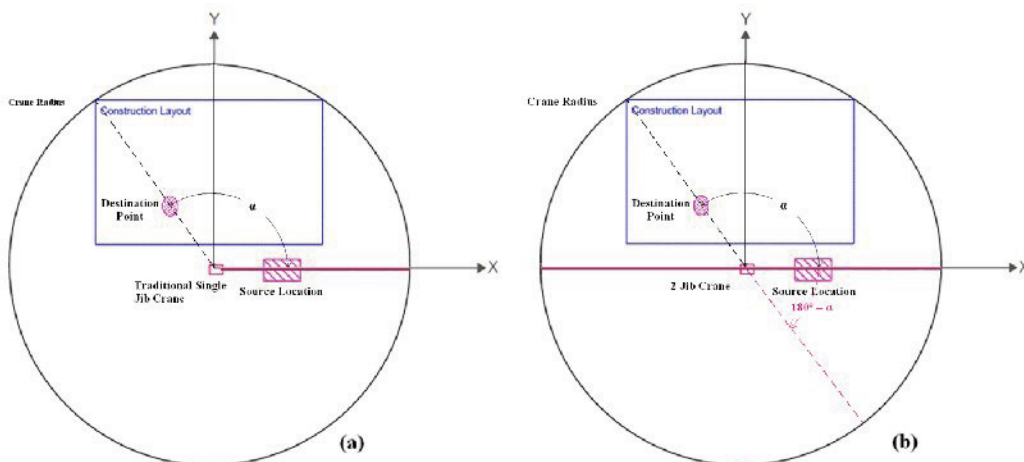 Y
Crane Radius
Construction Layout
Destination
Point
α
X
Traditional Single
Jib Crane
Source Location
(a)
Y
Crane Radius
Construction Layout
Destination
Point
α
X
2 Jib Crane
Source Location
180° - α
(b)